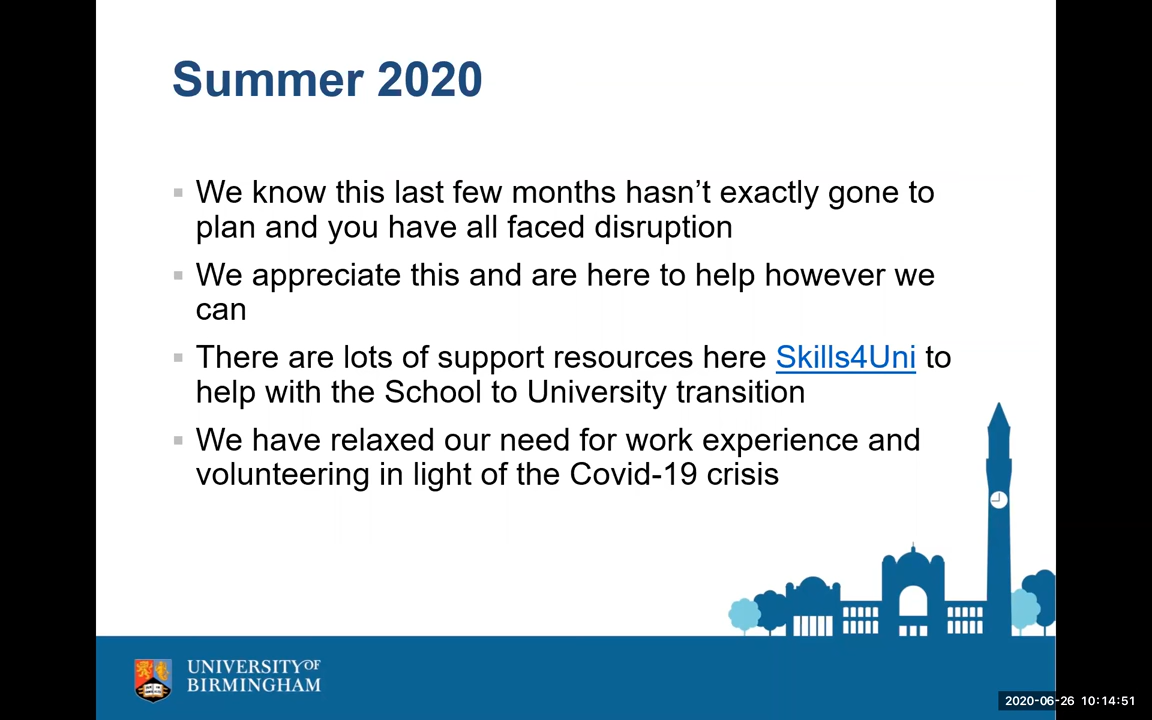 Summer 2020
We know this last few months hasn’t exactly gone to
plan and you have all faced disruption
We appreciate this and are here to help however we
can
There are lots of support resources here Skills4Uni to
help with the School to University transition
We have relaxed our need for work experience and
volunteering in light of the Covid-19 crisis
UNIVERSITY OF
BIRMINGHAM
2020-06-26 10:14:51